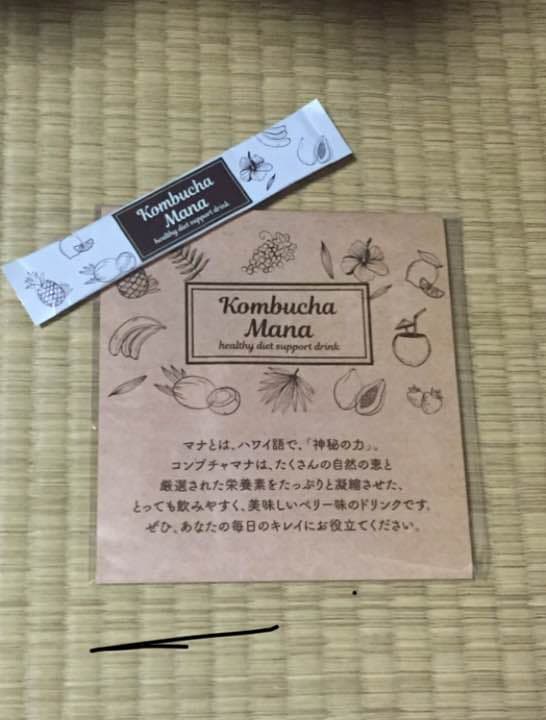 Kombucha
Mana
healthy diet support drink
Kombucha
Mana
healthy diet support drink
マナとは、ハワイ語で、「神秘の力」。
コンブチャマナは、たくさんの自然の恵と
厳選された栄養素をたっぷりと凝縮させた、
とっても飲みやすく、美味しいベリー味のドリンクです。
ぜひ、あなたの毎日のキレイにお役立てください。